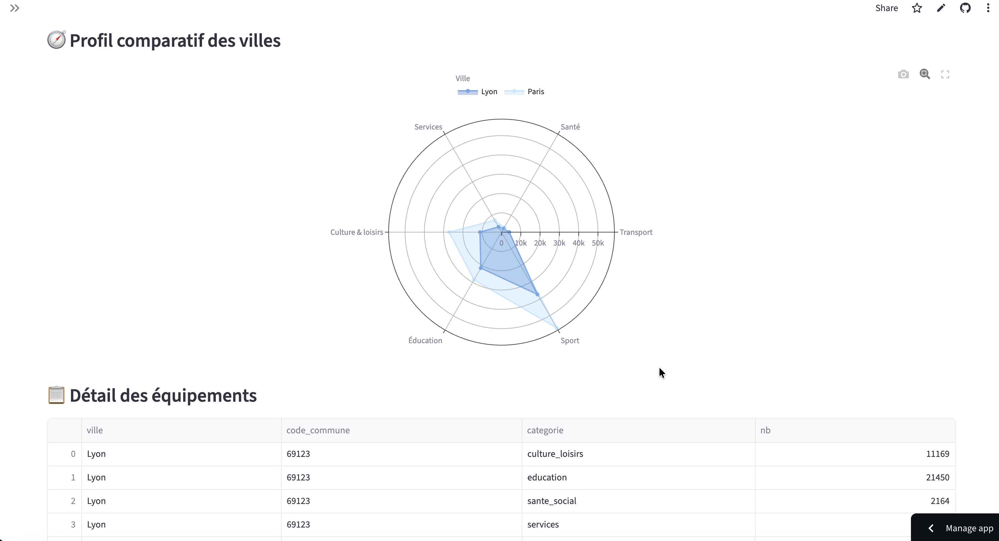 Share
Profil comparatif des villes
Ville
Lyon Paris
Services Santé
Culture & loisirs Transport
0 10k 20k 30k 40k 50k
Éducation Sport
Détail des équipements
ville code_commune categorie nb
0 Lyon 69123 culture_loisirs 11169
1 Lyon 69123 education 21450
2 Lyon 69123 sante_social 2164
3 Lyon 69123 services
Manage app